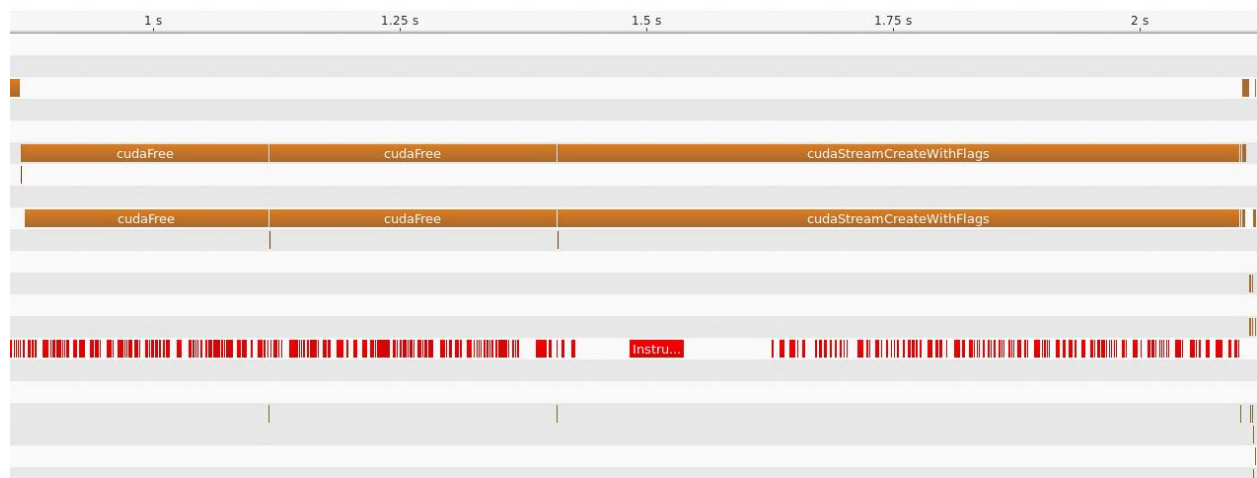 1 s 1.25 s 1.5 s 1.75 s 2 s
cudaFree cudaFree cudaStreamCreateWithFlags
cudaFree cudaFree cudaStreamCreateWithFlags
Instru...